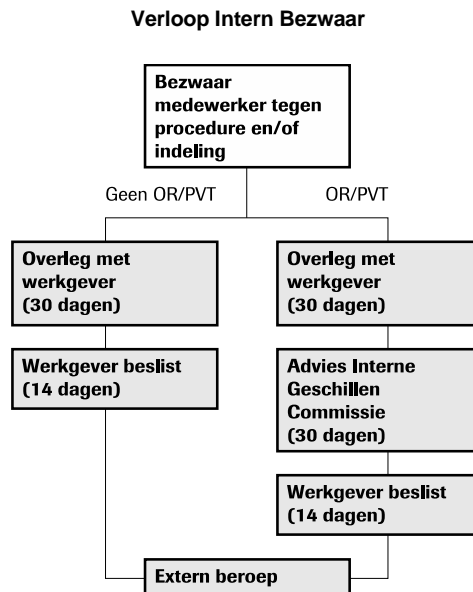 Verloop Intern Bezwaar
Bezwaar
medewerker tegen
procedure en/of
indeling
Geen OR/PVT
OR/PVT
Overleg met
werkgever
(30 dagen)
Werkgever beslist
(14 dagen)
Overleg met
werkgever
(30 dagen)
Advies Interne
Geschillen
Commissie
(30 dagen)
Werkgever beslist
(14 dagen)
Extern beroep